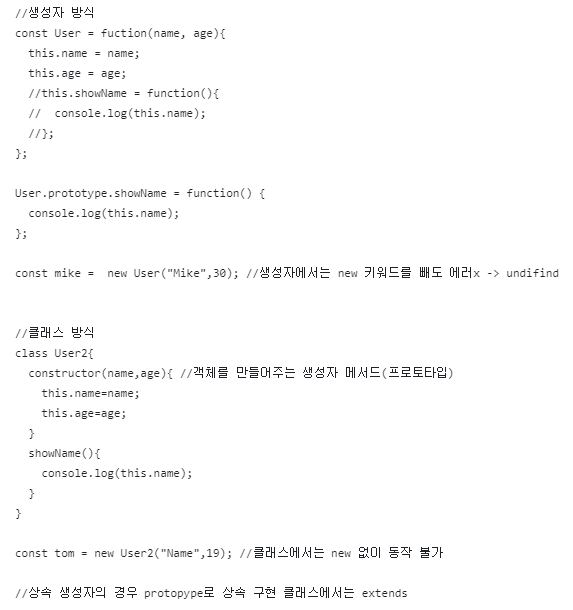 //생성자 방식
const User = fuction(name, age){
  this.name = name;
  this.age = age;
  //this.showName = function(){
  //  console.log(this.name);
  //};
};

User.prototype.showName = function() {
  console.log(this.name);
};

const mike =  new User("Mike",30); //생성자에서는 new 키워드를 빼도 에러x -> undifind


//클래스 방식
class User2{
  constructor(name,age){ //객체를 만들어주는 생성자 메서드(프로토타입)
    this.name=name;
    this.age=age;
  }
  showName(){
    console.log(this.name);
  }
}

const tom = new User2("Name",19); //클래스에서는 new 없이 동작 불가

//상속 생성자의 경우 protopype로 상속 구현 클래스에서는 extends